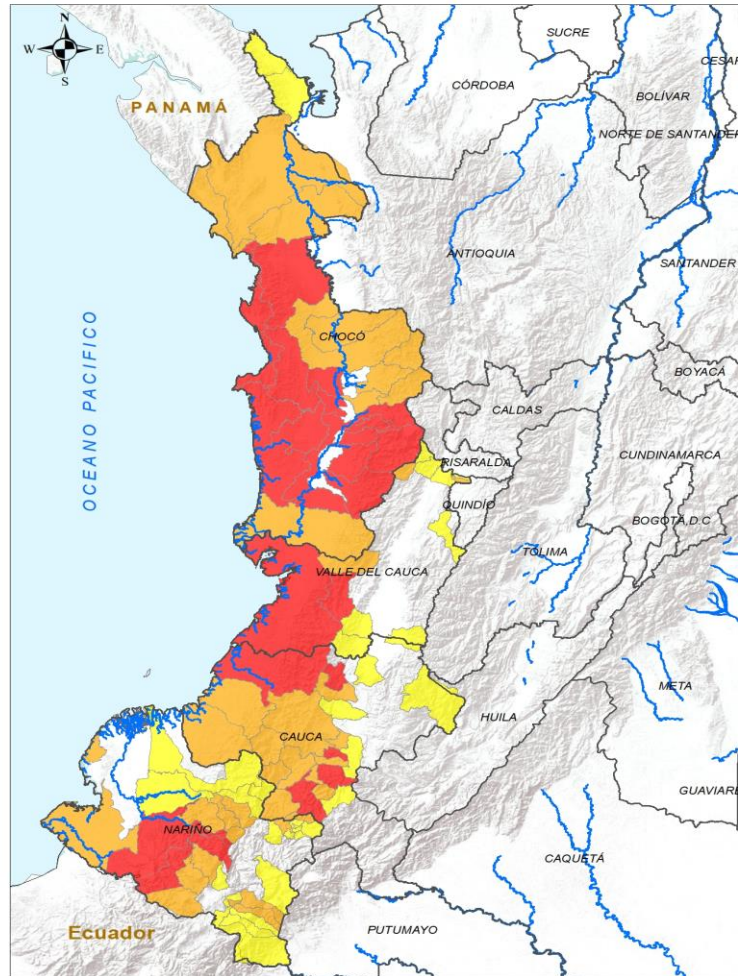 N
W E
S
SUCRE
CESAR
CÓRDOBA
BOLÍVAR
PANAMÁ
NORTE DE SANTANDER
ANTIOQUIA
SANTANDER
OCEANO PACIFICO
CHOCÓ
BOYACÁ
CALDAS
CUNDINAMARCA
RISARALDA
QUINDÍO
BOGOTÁ, D.C
TOLIMA
VALLE DEL CAUCA
META
HUILA
CAUCA
GUAVIARE
NARIÑO
CAQUETÁ
PUTUMAYO
Ecuador